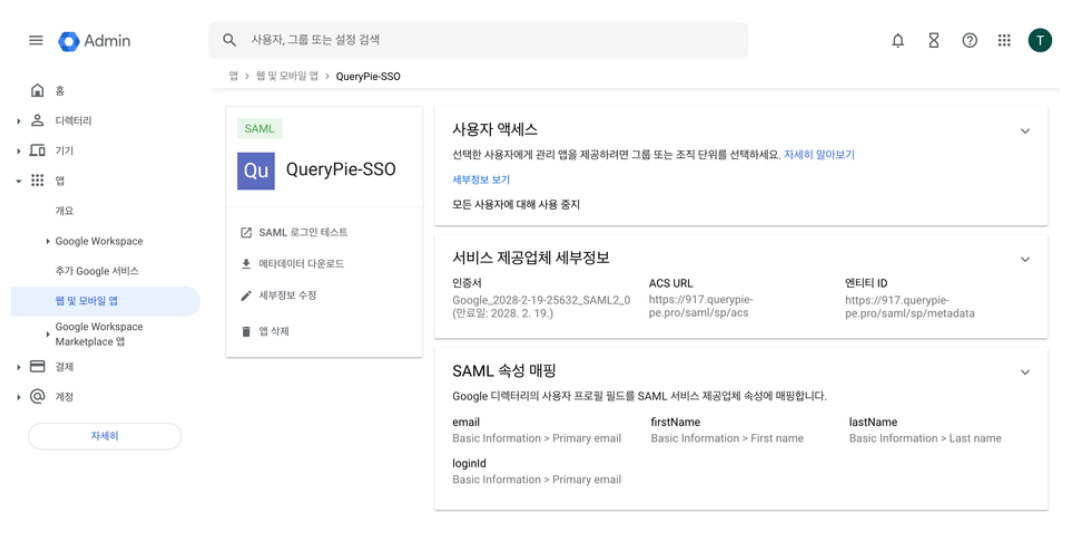 Admin
사용자, 그룹 또는 설정 검색
T
앱 > 웹 및 모바일 앱 > QueryPie-SSO
홈
디렉터리
기기
앱
개요
Google Workspace
추가 Google 서비스
웹 및 모바일 앱
Google Workspace
Marketplace 앱
결제
계정
자세히
SAML
Qu
QueryPie-SSO
SAML 로그인 테스트
메타데이터 다운로드
세부정보 수정
앱 삭제
사용자 액세스
선택한 사용자에게 관리 앱을 제공하려면 그룹 또는 조직 단위를 선택하세요. 자세히 알아보기
세부정보 보기
모든 사용자에 대해 사용 중지
서비스 제공업체 세부정보
인증서
Google_2028-2-19-25632_SAML2_0
(만료일: 2028. 2. 19.)
ACS URL
https://917.querypie-
pe.pro/saml/sp/acs
엔티티 ID
https://917.querypie-
pe.pro/saml/sp/metadata
SAML 속성 매핑
Google 디렉터리의 사용자 프로필 필드를 SAML 서비스 제공업체 속성에 매핑합니다.
email
Basic Information > Primary email
firstName
Basic Information > First name
lastName
Basic Information > Last name
loginId
Basic Information > Primary email